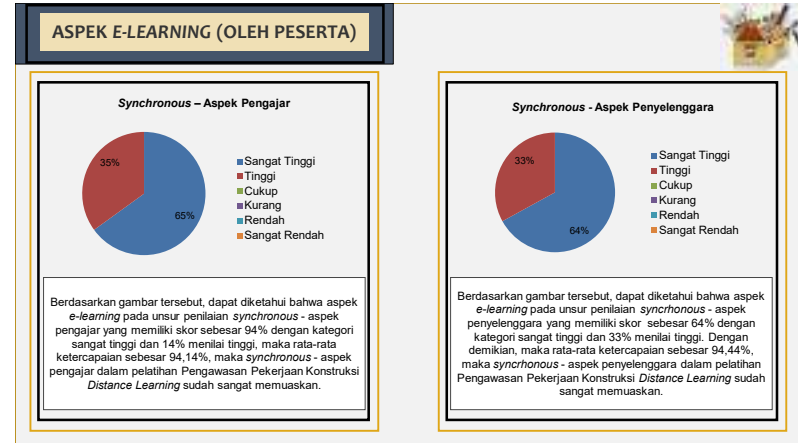 ASPEK E-LEARNING (OLEH PESERTA)
Synchronous – Aspek Pengajar
35%
65%
Sangat Tinggi
Tinggi
Cukup
Kurang
Rendah
Sangat Rendah
Berdasarkan gambar tersebut, dapat diketahui bahwa aspek
e-learning pada unsur penilaian synchronous - aspek
pengajar yang memiliki skor sebesar 94% dengan kategori
sangat tinggi dan 14% menilai tinggi, maka rata-rata
ketercapaian sebesar 94,14%, maka synchronous - aspek
pengajar dalam pelatihan Pengawasan Pekerjaan Konstruksi
Distance Learning sudah sangat memuaskan.
Synchronous - Aspek Penyelenggara
33%
64%
Sangat Tinggi
Tinggi
Cukup
Kurang
Rendah
Sangat Rendah
Berdasarkan gambar tersebut, dapat diketahui bahwa aspek
e-learning pada unsur penilaian syncrhonous - aspek
penyelenggara yang memiliki skor sebesar 64% dengan
kategori sangat tinggi dan 33% menilai tinggi. Dengan
demikian, maka rata-rata ketercapaian sebesar 94,44%,
maka syncrhonous - aspek penyelenggara dalam pelatihan
Pengawasan Pekerjaan Konstruksi Distance Learning sudah
sangat memuaskan.